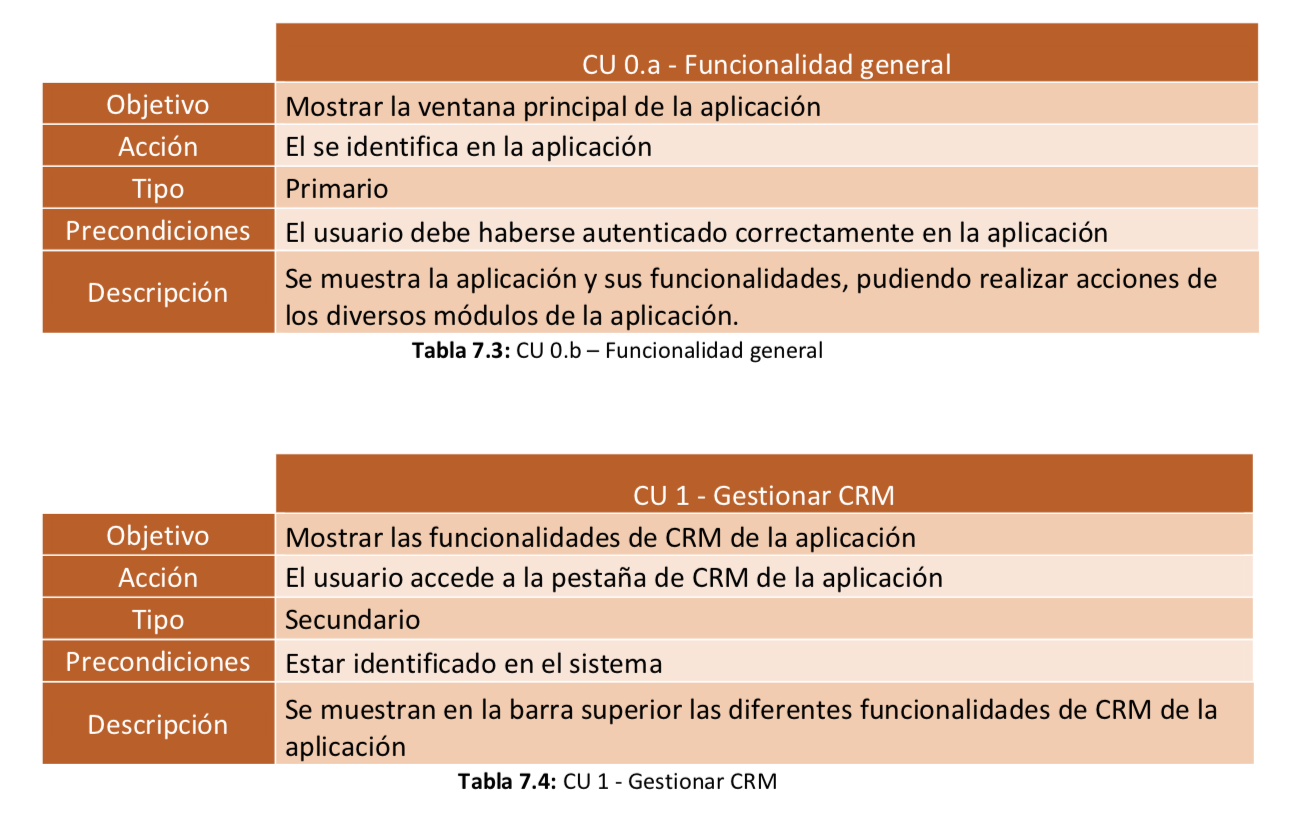 CU 0.a - Funcionalidad general
Objetivo Mostrar la ventana principal de la aplicación
Acción El se identifica en la aplicación
Tipo Primario
Precondiciones El usuario debe haberse autenticado correctamente en la aplicación
Descripción Se muestra la aplicación y sus funcionalidades, pudiendo realizar acciones de
los diversos módulos de la aplicación.
Tabla 7.3: CU 0.b – Funcionalidad general
CU 1 - Gestionar CRM
Objetivo Mostrar las funcionalidades de CRM de la aplicación
Acción El usuario accede a la pestaña de CRM de la aplicación
Tipo Secundario
Precondiciones Estar identificado en el sistema
Descripción Se muestran en la barra superior las diferentes funcionalidades de CRM de la
aplicación
Tabla 7.4: CU 1 - Gestionar CRM